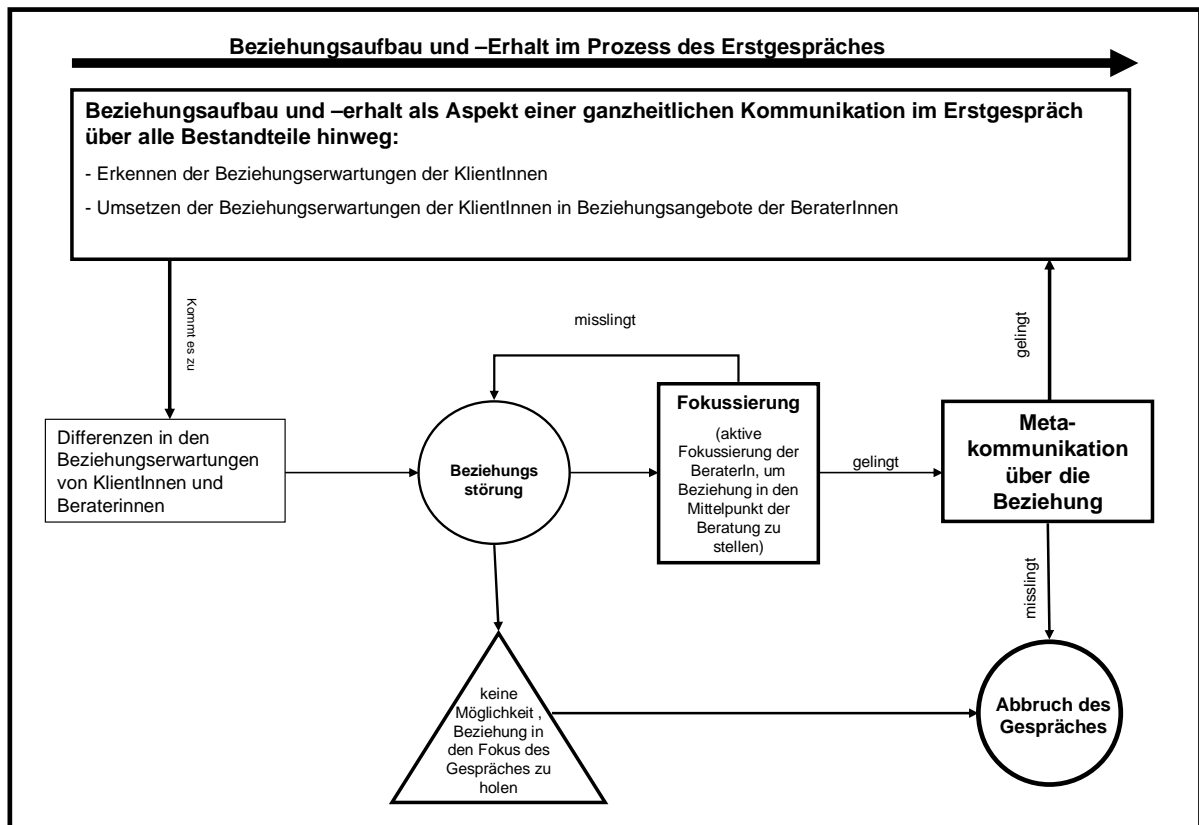 Beziehungsaufbau und –Erhalt im Prozess des Erstgespräches
Beziehungsaufbau und –erhalt als Aspekt einer ganzheitlichen Kommunikation im Erstgespräch
über alle Bestandteile hinweg:
- Erkennen der Beziehungserwartungen der KlientInnen
- Umsetzen der Beziehungserwartungen der KlientInnen in Beziehungsangebote der BeraterInnen
Kommt es zu
misslingt
gelingt
Differenzen in den
Beziehungserwartungen
von KlientInnen und
Beraterinnen
Beziehungs
störung
Fokussierung
(aktive
Fokussierung der
BeraterIn, um
Beziehung in den
Mittelpunkt der
Beratung zu
stellen)
gelingt
Meta-
kommunikation
über die
Beziehung
misslingt
keine
Möglichkeit ,
Beziehung in
den Fokus des
Gespräches zu
holen
Abbruch des
Gespräches